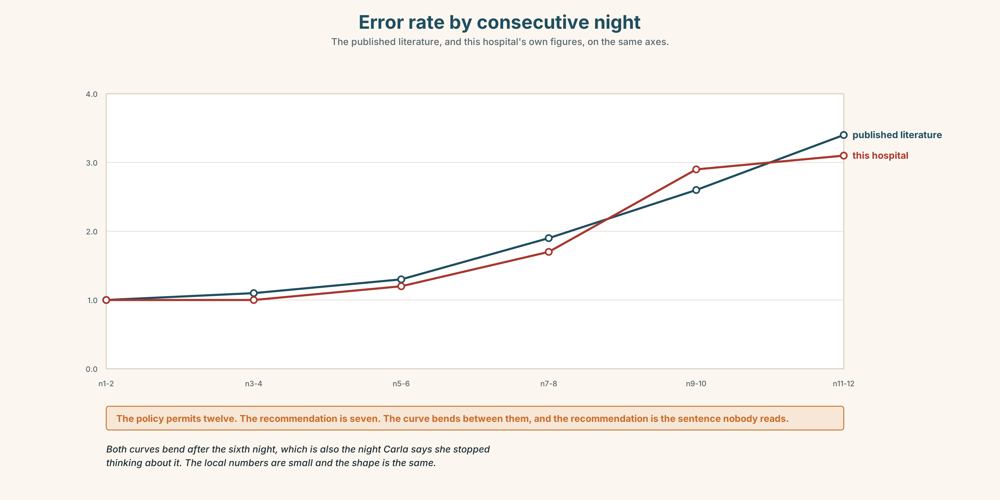 Error rate by consecutive night
The published literature, and this hospital's own figures, on the same axes.
4.0
3.0
2.0
1.0
0.0
published literature
this hospital
n1-2
n3-4
n5-6
n7-8
n9-10
n11-12
The policy permits twelve. The recommendation is seven. The curve bends between them, and the recommendation is the sentence nobody reads.
Both curves bend after the sixth night, which is also the night Carla says she stopped
thinking about it. The local numbers are small and the shape is the same.